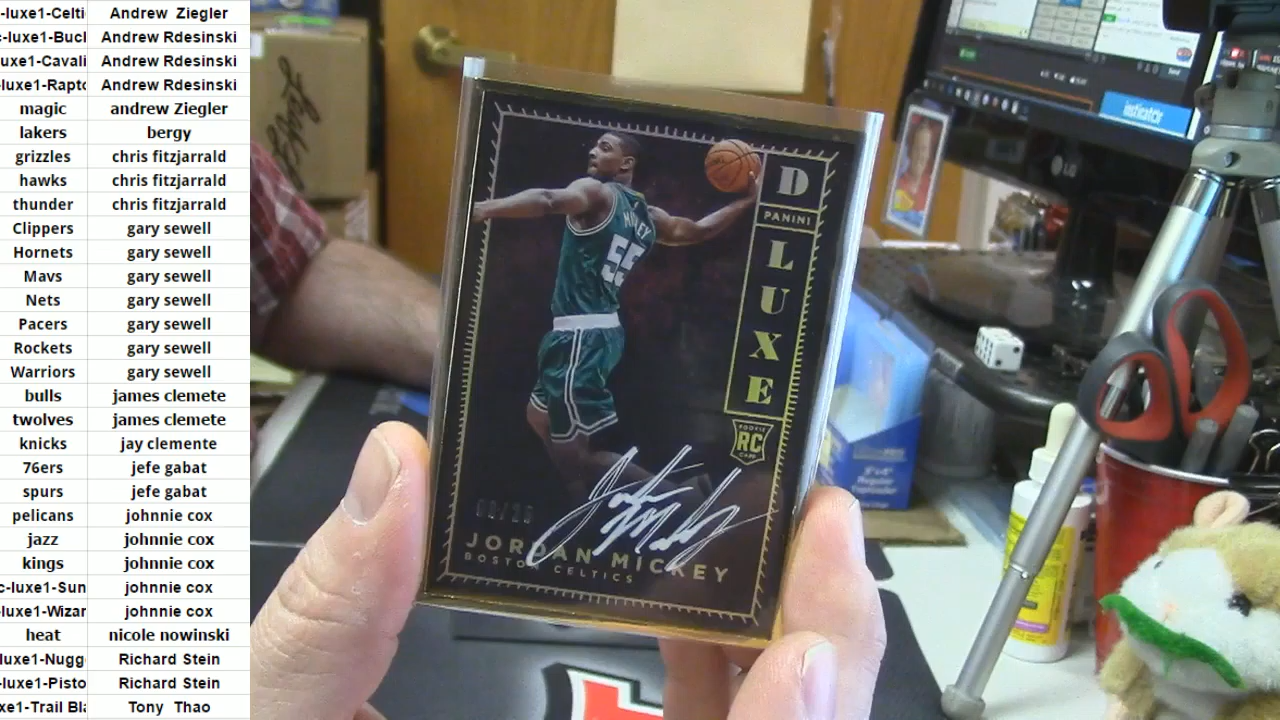 -luxe1-Celti Andrew Ziegler
c-luxe1-Bucl Andrew Rdesinski
uxe1-Cavali Andrew Rdesinski
-luxe1-Rapto Andrew Rdesinski
magic andrew Ziegler
lakers bergy
grizzles chris fitzjarrald
hawks chris fitzjarrald
thunder chris fitzjarrald
Clippers gary sewell
Hornets gary sewell
Mavs gary sewell
Nets gary sewell
Pacers gary sewell
Rockets gary sewell
Warriors gary sewell
bulls james clemete
twolves james clemete
knicks jay clemente
76ers jefe gabat
spurs jefe gabat
pelicans johnnie cox
jazz johnnie cox
kings johnnie cox
c-luxe1-Sun johnnie cox
-luxe1-Wizar johnnie cox
heat nicole nowinski
luxe1-Nugg Richard Stein
-luxe1-Pisto Richard Stein
xe1-Trail Bla Tony Thao
D
PANINI
L
U
X
E
ROOKIE
RC
CARD
MICKEY
55
JORDAN MICKEY
BOSTON CELTICS
LG